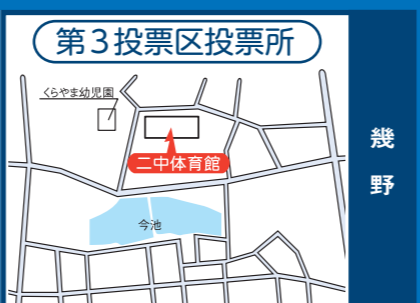 第3投票区投票所
くらやま幼児園
二中体育館
今池
幾野